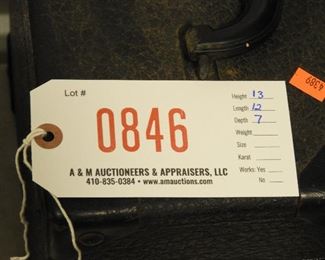 Lot #
0846
Height 13
Length 12
Depth 7
Weight
Size
Karat
Works: Yes
No
A & M AUCTIONEERS & APPRAISERS, LLC
410-835-0384 • www.amauctions.com
4389